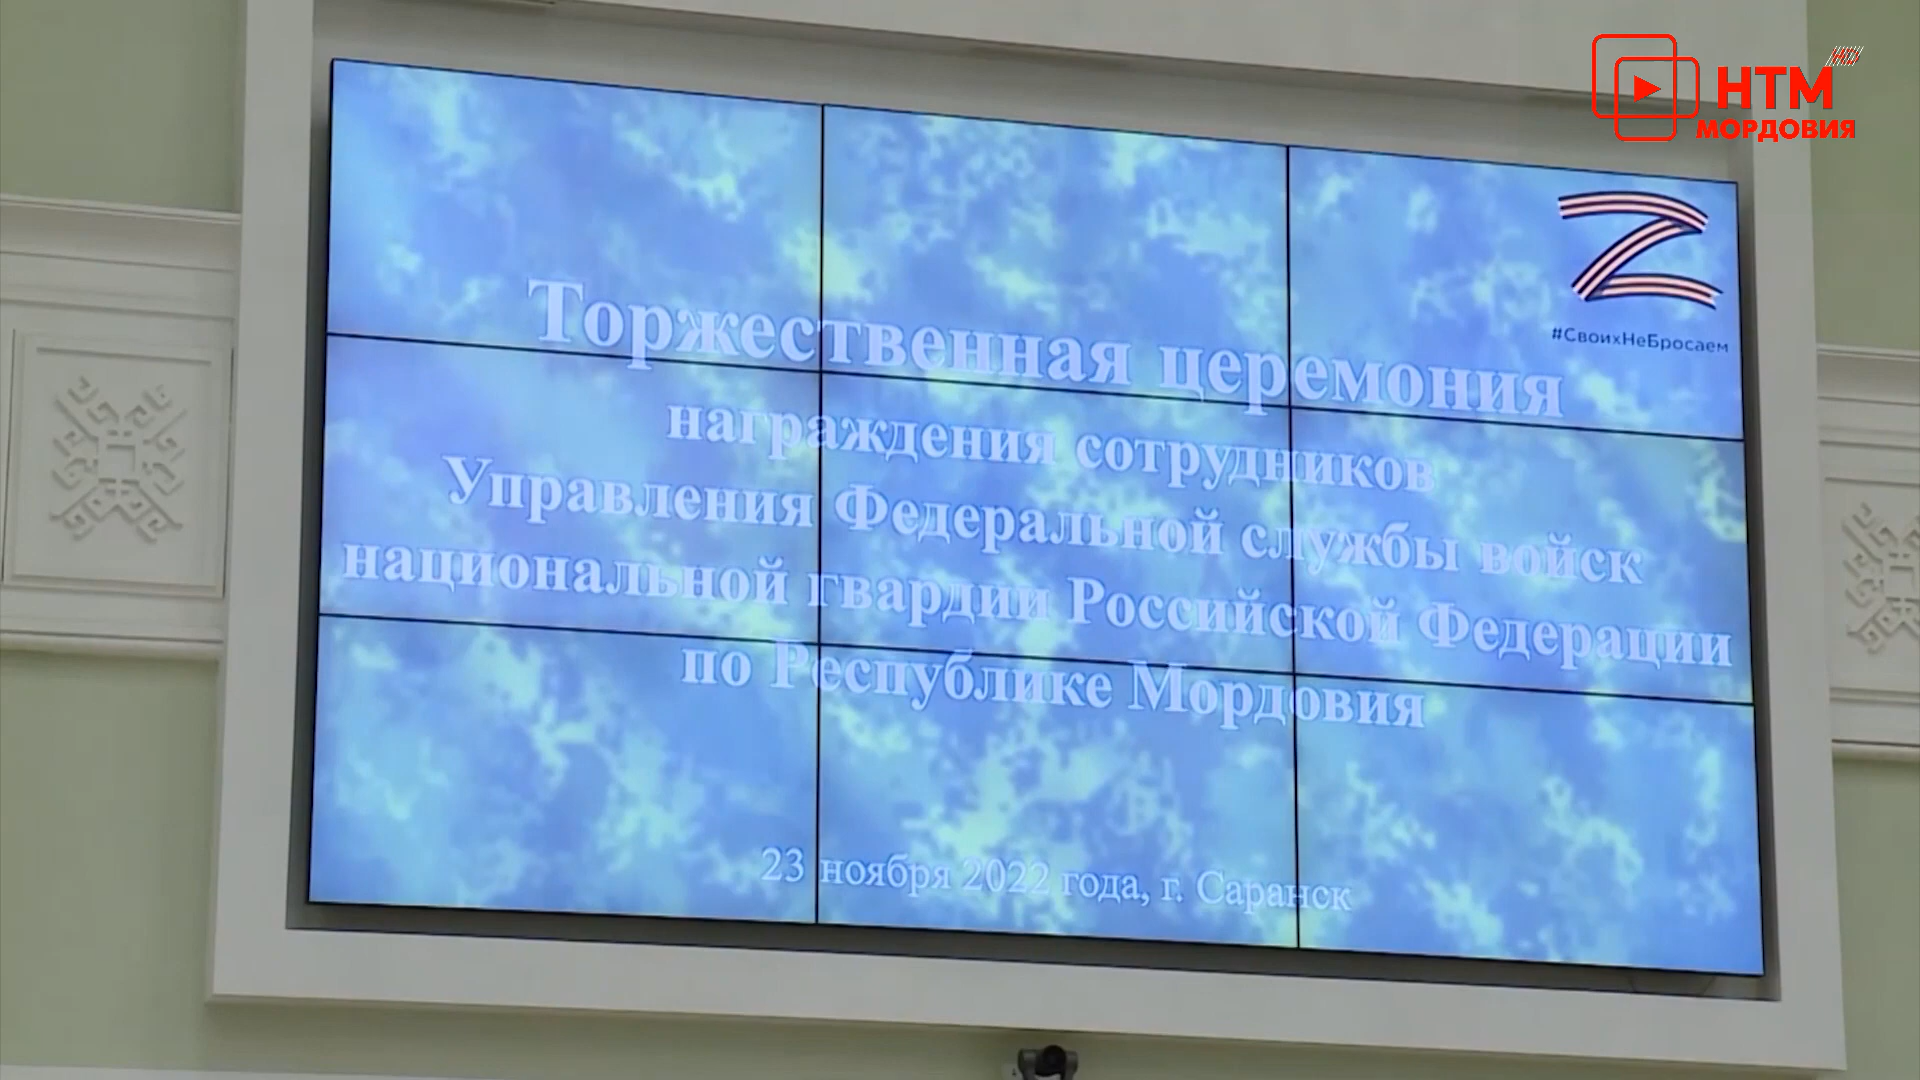 НТМ HD
МОРДОВИЯ
Z
#СвоихНеБросаем
Торжественная церемония
награждения сотрудников
Управления Федеральной службы войск
национальной гвардии Российской Федерации
по Республике Мордовия
23 ноября 2022 года, г. Саранск